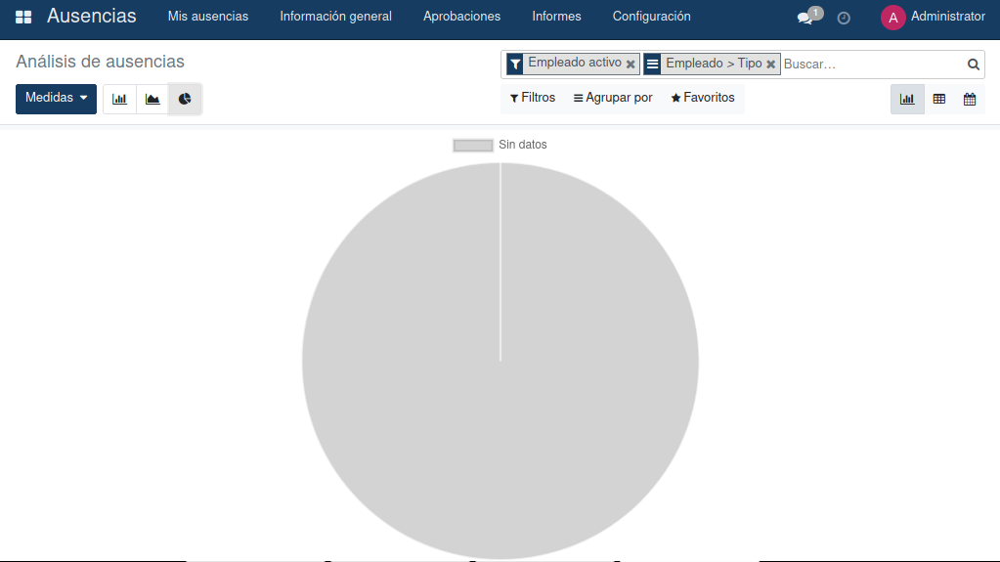 Ausencias Mis ausencias Información general Aprobaciones Informes Configuración 1 A Administrator
Análisis de ausencias
Empleado activo Empleado > Tipo Buscar...
Medidas Filtros Agrupar por Favoritos
Sin datos